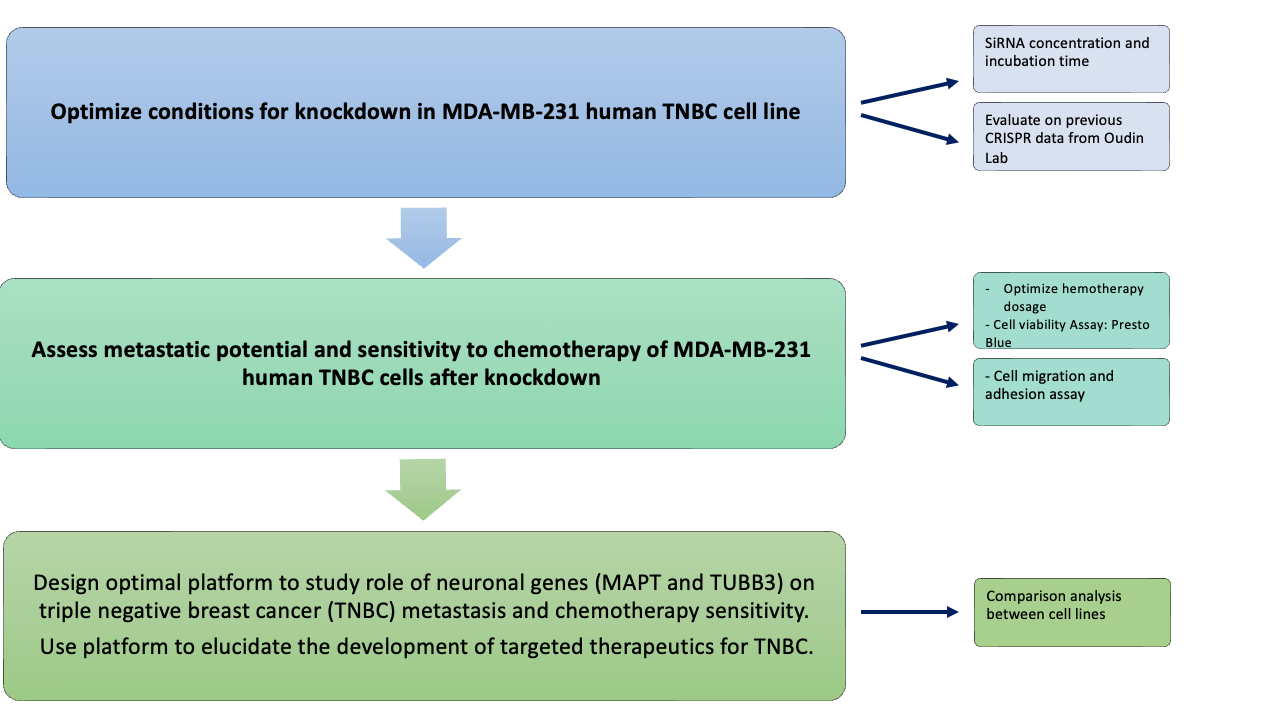 Optimize conditions for knockdown in MDA-MB-231 human TNBC cell line
SiRNA concentration and
incubation time
Evaluate on previous
CRISPR data from Oudin
Lab
Assess metastatic potential and sensitivity to chemotherapy of MDA-MB-231
human TNBC cells after knockdown
- Optimize hemotherapy
dosage
- Cell viability Assay: Presto
Blue
- Cell migration and
adhesion assay
Design optimal platform to study role of neuronal genes (MAPT and TUBB3) on
triple negative breast cancer (TNBC) metastasis and chemotherapy sensitivity.
Use platform to elucidate the development of targeted therapeutics for TNBC.
Comparison analysis
between cell lines